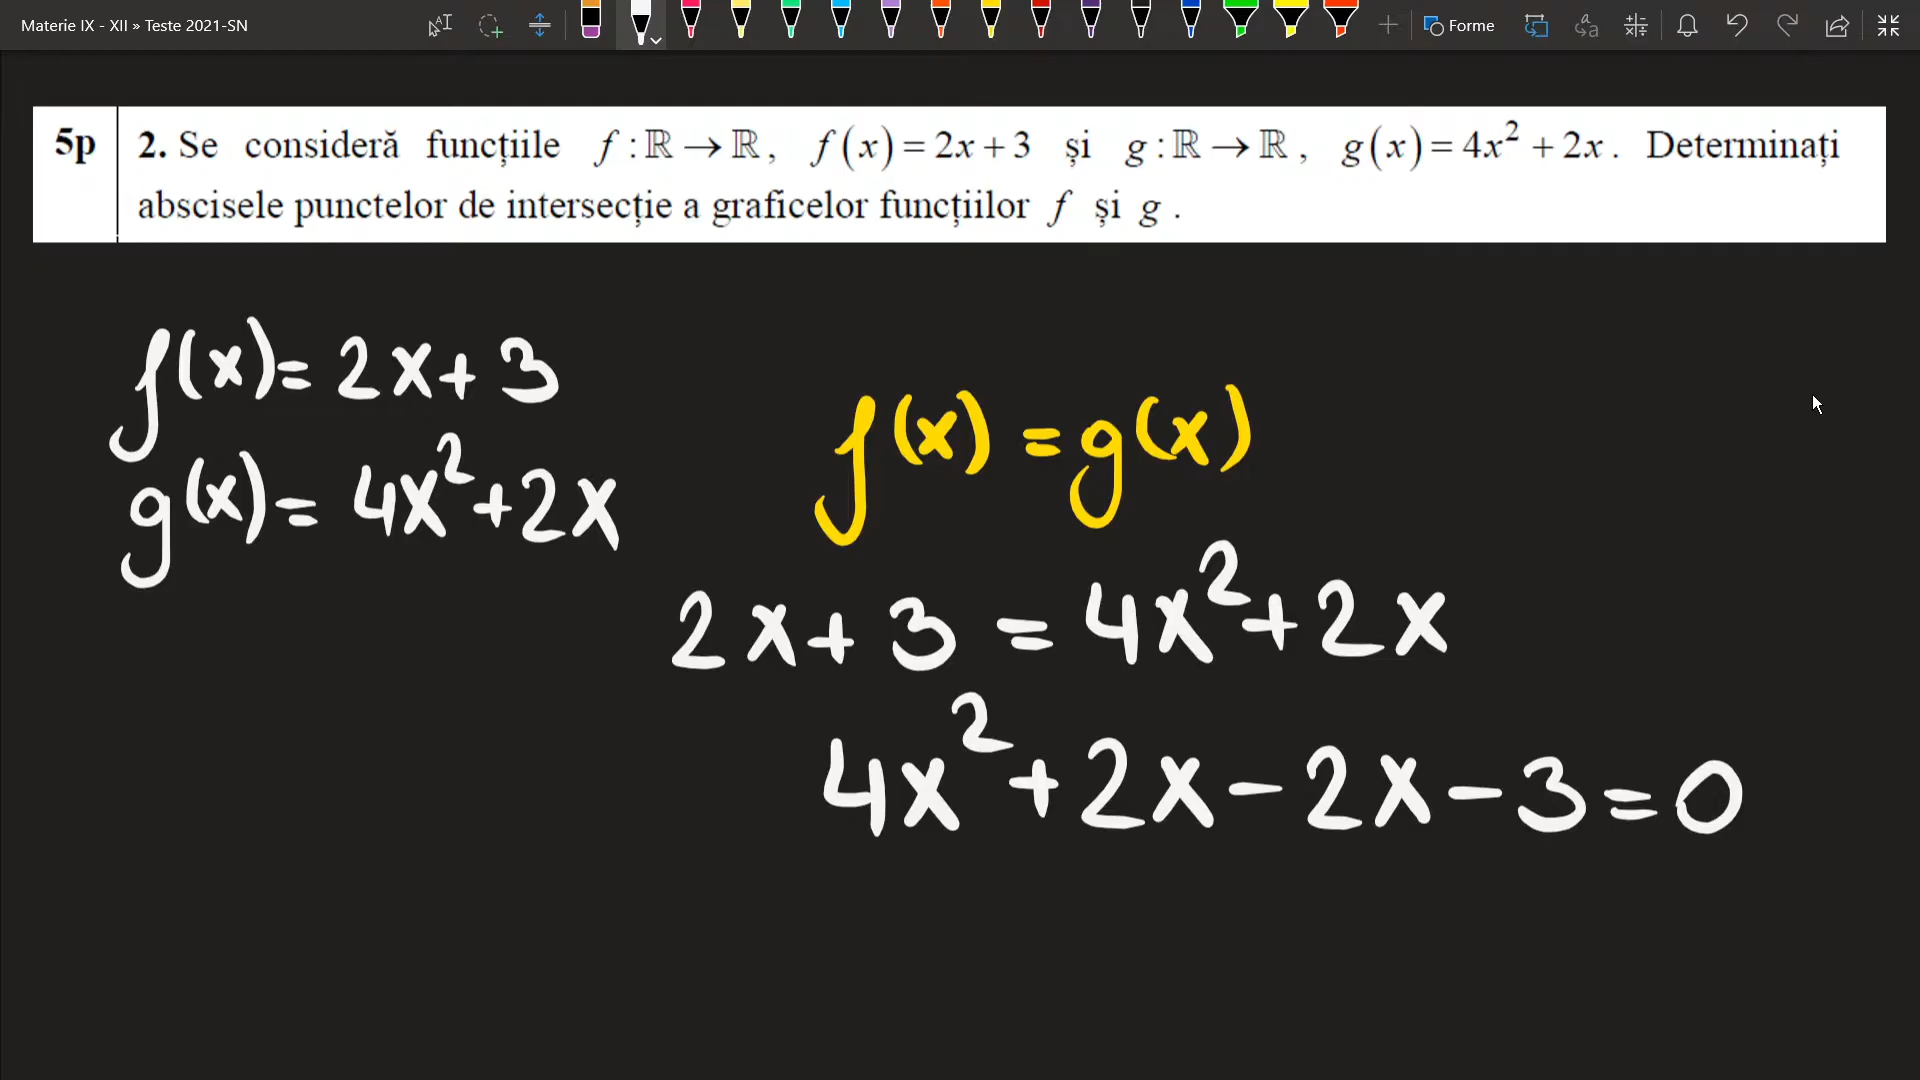 Materie IX - XII » Teste 2021-SN
Forme
5p
2. Se consideră funcțiile f : ℝ → ℝ, f(x) = 2x + 3 și g : ℝ → ℝ, g(x) = 4x² + 2x. Determinați
abscisele punctelor de intersecție a graficelor funcțiilor f și g .
f(x) = 2x + 3
g(x) = 4x² + 2x
f(x) = g(x)
2x + 3 = 4x² + 2x
4x² + 2x - 2x - 3 = 0